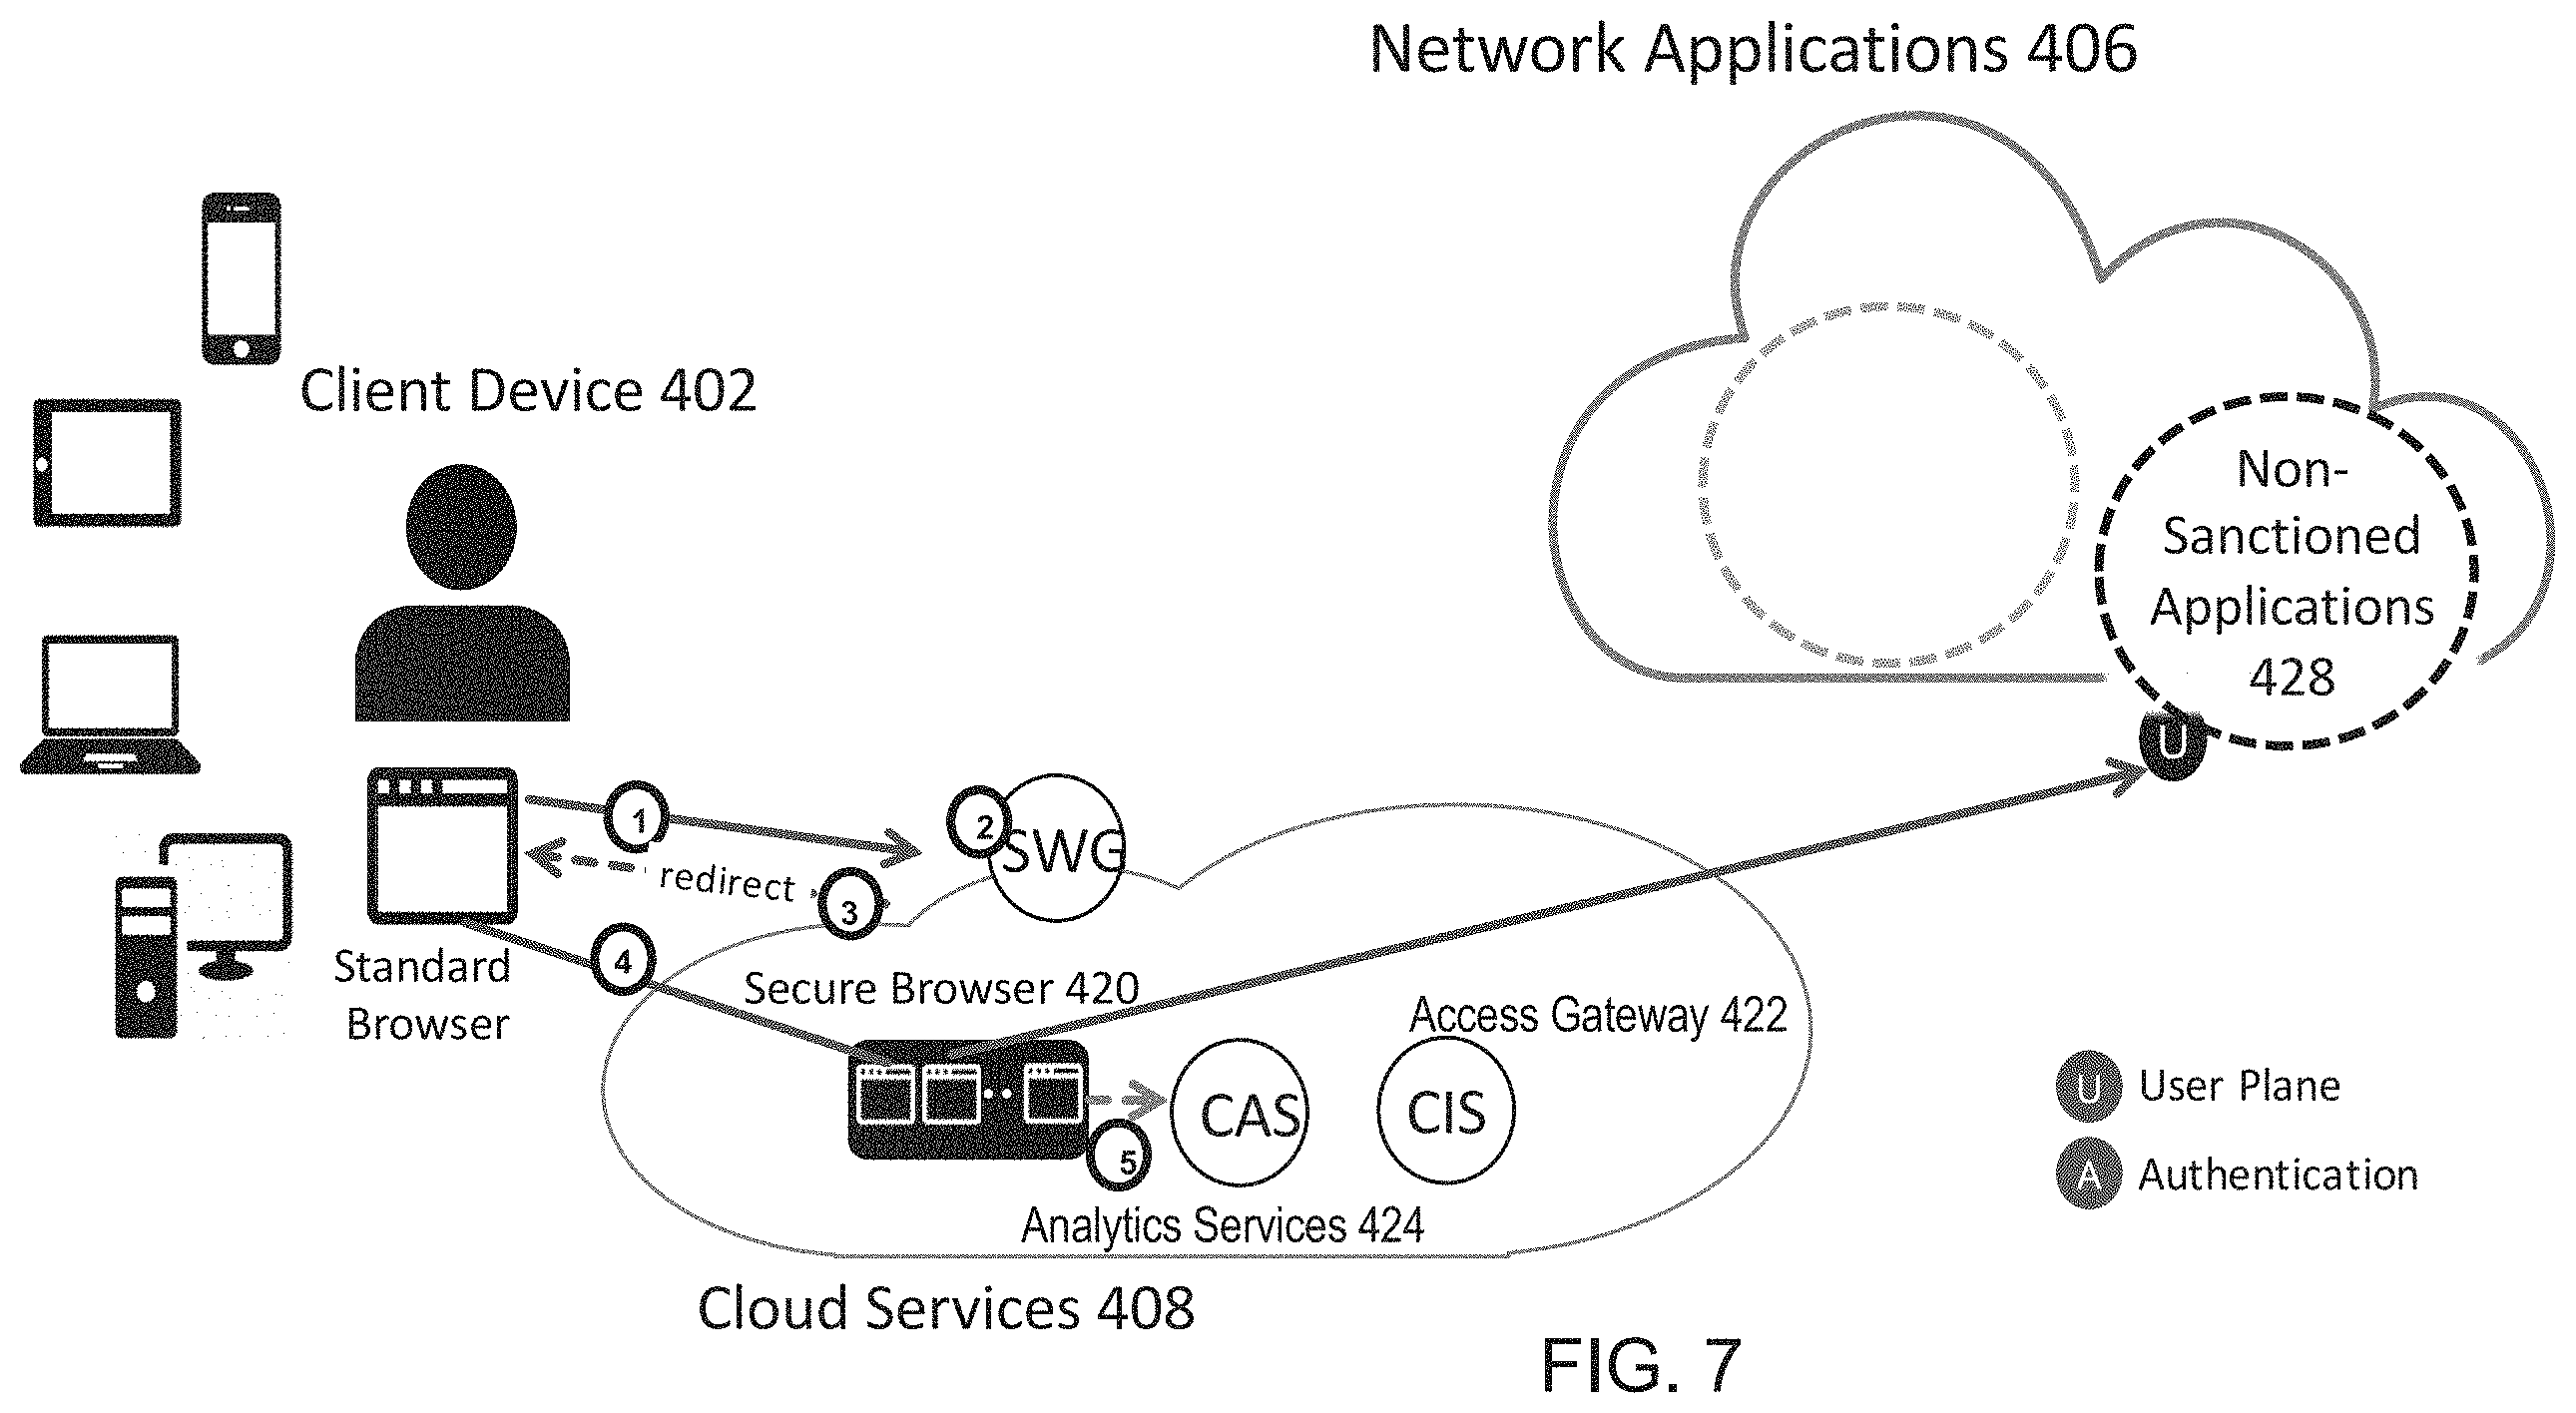 Network Applications 406
Client Device 402
Non-
Sanctioned
Applications
428
U
1
2
SWG
redirect
3
4
Standard
Browser
Secure Browser 420
Access Gateway 422
CAS
CIS
5
Analytics Services 424
Cloud Services 408
U User Plane
A Authentication
FIG. 7